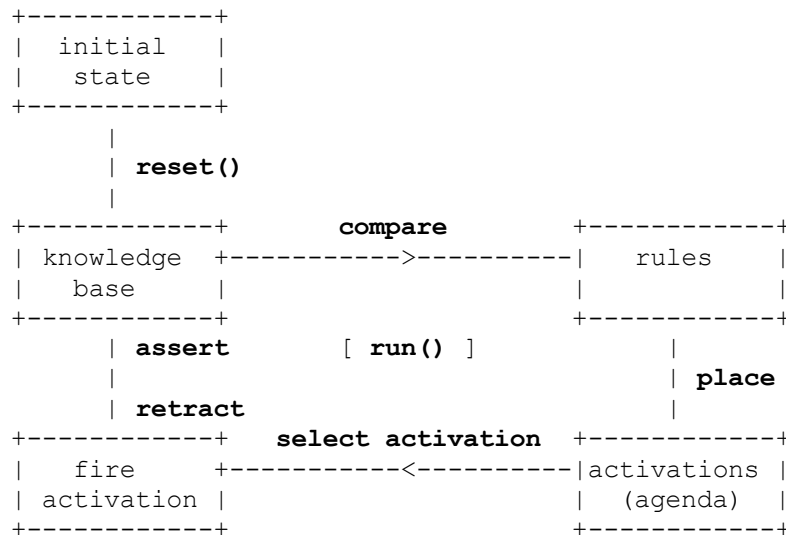 +------------+
|  initial   |
|   state    |
+------------+
      |
      | reset()
      |
+------------+       compare        +------------+
| knowledge  +----------->----------|   rules    |
|   base     |                      |            |
+------------+                      +------------+
      | assert       [ run() ]            |
      |                                   | place
      | retract                           |
+------------+   select activation  +------------+
|   fire     +-----------<----------|activations |
| activation |                      |  (agenda)  |
+------------+                      +------------+